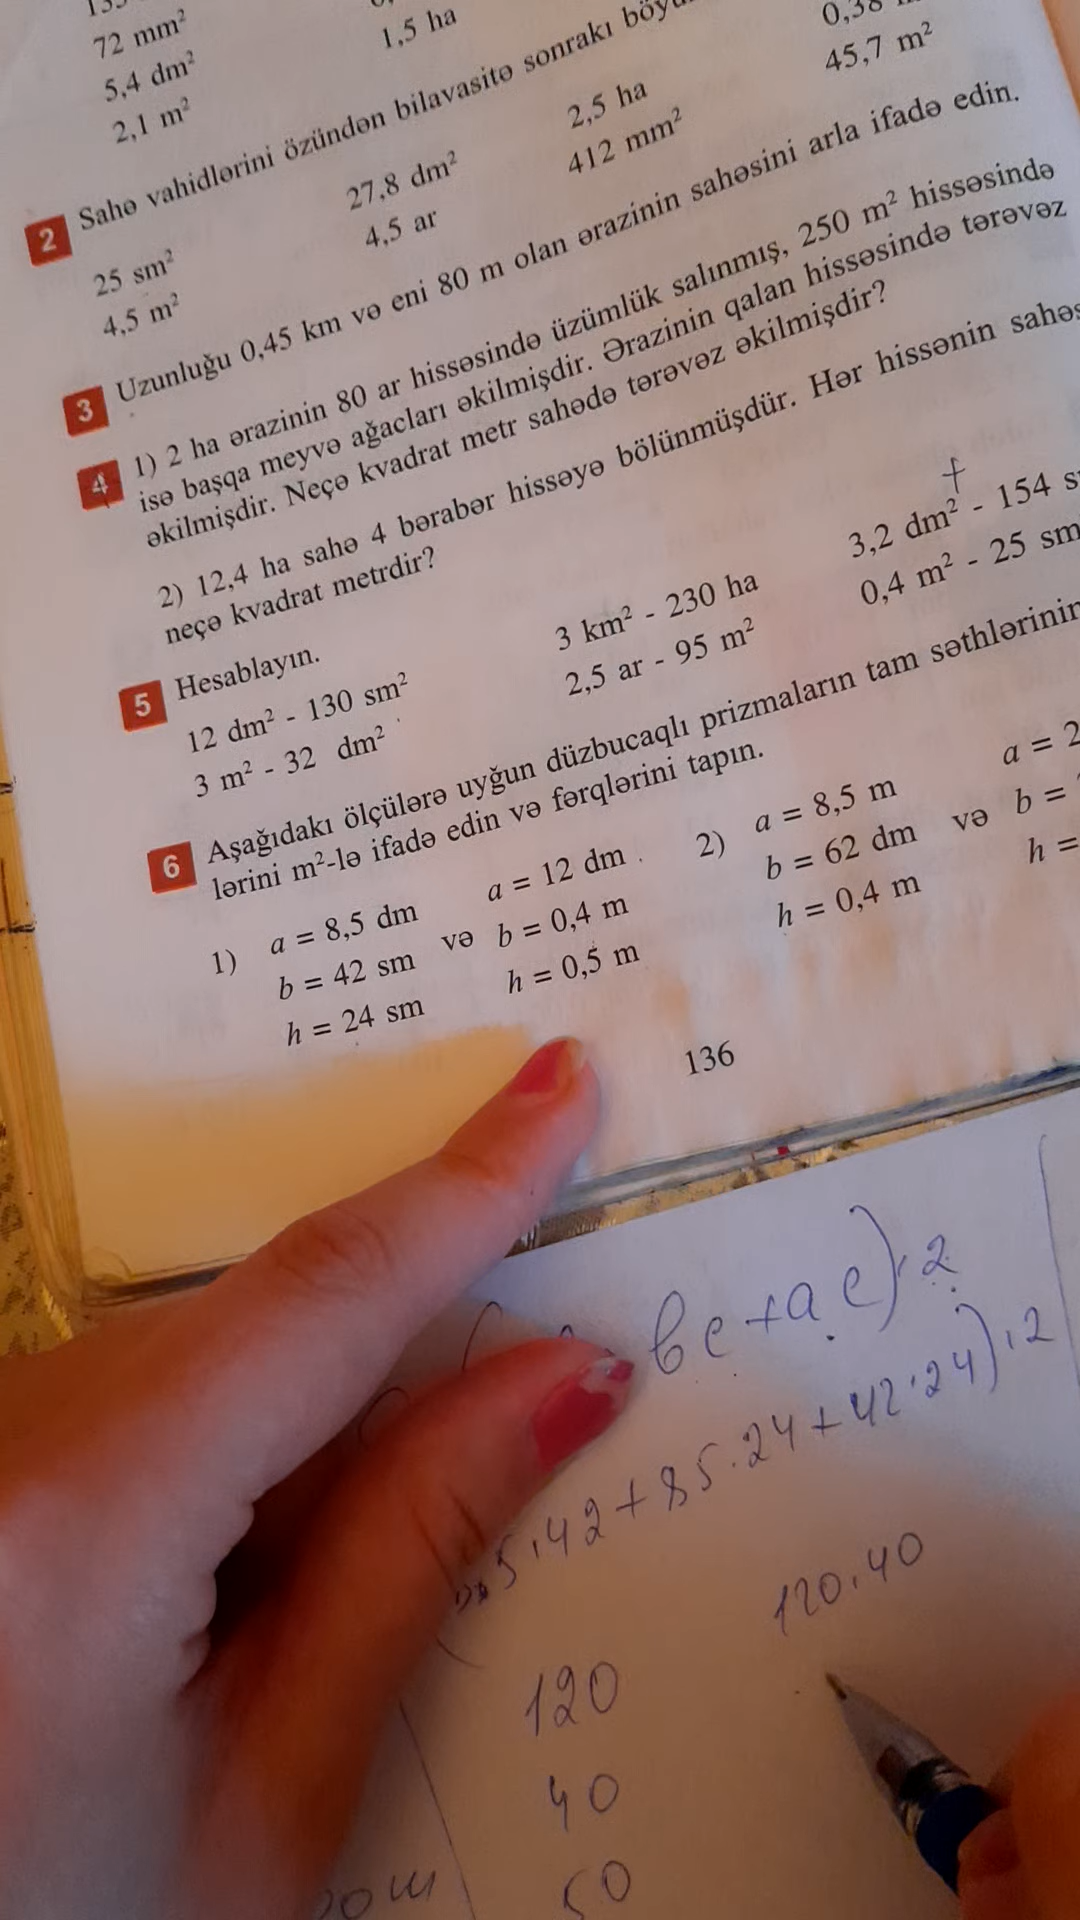 72 mm²
5,4 dm²
2,1 m²
1,5 ha
2 Sahə vahidlərini özündən bilavasitə sonrakı
25 sm²
4,5 m²
27,8 dm²
4,5 ar
2,5 ha
412 mm²
45,7 m²
3 Uzunluğu 0,45 km və eni 80 m olan ərazinin sahəsini arla ifadə edin.
4 1) 2 ha ərazinin 80 ar hissəsində üzümlük salınmış, 250 m² hissəsində
isə başqa meyvə ağacları əkilmişdir. Ərazinin qalan hissəsində tərəvəz
əkilmişdir. Neçə kvadrat metr sahədə tərəvəz əkilmişdir?
2) 12,4 ha sahə 4 bərabər hissəyə bölünmüşdür. Hər hissənin
neçə kvadrat metrdir?
5 Hesablayın.
12 dm² - 130 sm²
3 m² - 32 dm²
3 km² - 230 ha
2,5 ar - 95 m²
+
3,2 dm² - 154
0,4 m² - 25 sm
6 Aşağıdakı ölçülərə uyğun düzbucaqlı prizmaların tam
lərini m²-lə ifadə edin və fərqlərini tapın.
1) a = 8,5 dm
b = 42 sm
h = 24 sm
və
a = 12 dm
b = 0,4 m
h = 0,5 m
2) a = 8,5 m
b = 62 dm
h = 0,4 m
və
a = 2
b =
h =
136
bc+ac)·2
5·42+85·24+42·24)·2
120·40
120
40
50